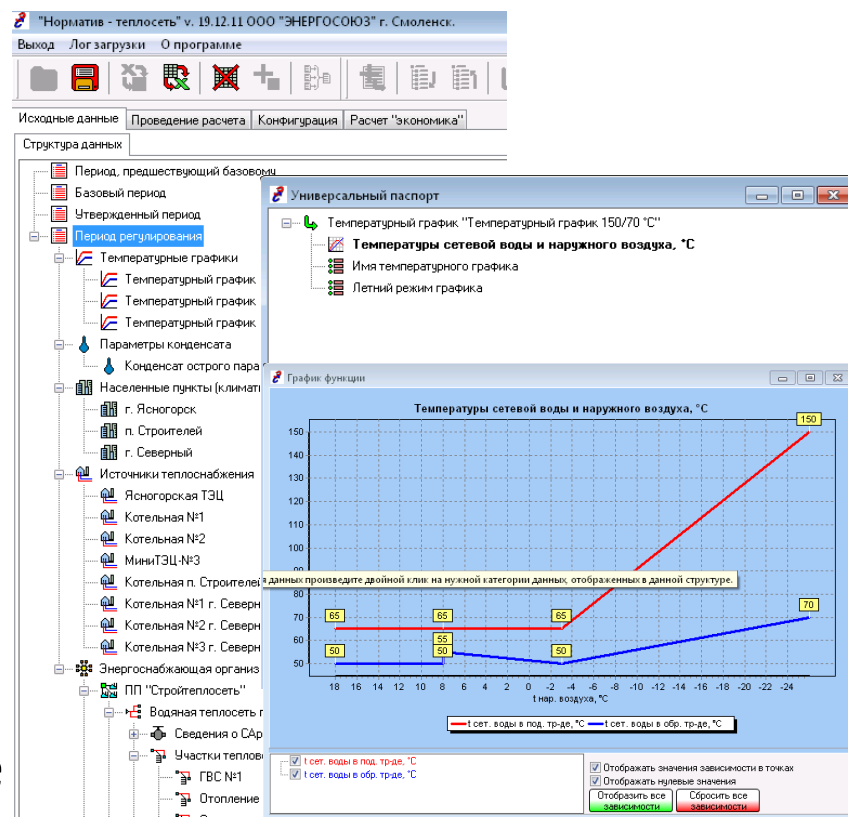 "Норматив - теплосеть" v. 19.12.11 ООО "ЭНЕРГОСОЮЗ" г. Смоленск.
Выход Лог загрузки О программе
Исходные данные Проведение расчета Конфигурация Расчет "экономика"
Структура данных
Период, предшествующий базовому
Базовый период
Утвержденный период
Период регулирования
Температурные графики
Температурный график
Температурный график
Температурный график
Параметры конденсата
Конденсат острого пара
Населенные пункты (климати
г. Ясногорск
п. Строителей
г. Северный
Источники теплоснабжения
Ясногорская ТЭЦ
Котельная №1
Котельная №2
МиниТЭЦ-№3
Котельная п. Строителей
Котельная №1 г. Северн
Котельная №2 г. Северн
Котельная №3 г. Северн
Энергоснабжающая организ
ПП "Стройтеплосеть"
Водяная теплосеть г
Сведения о САр
Участки теплово
ГВС №1
Отопление
Универсальный паспорт
Температурный график "Температурный график 150/70 °C"
Температуры сетевой воды и наружного воздуха, °C
Имя температурного графика
Летний режим графика
График функции
Температуры сетевой воды и наружного воздуха, °C
150
150
140
130
120
110
100
90
данных произведите двойной клик на нужной категории данных, отображенных в данной структуре.
80
70
70
65 65 65
60
55
50 50 50
50
18 16 14 12 10 8 6 4 2 0 -2 -4 -6 -8 -10 -12 -14 -16 -18 -20 -22 -24
t нар. воздуха, °C
t сет. воды в под. тр-де, °C t сет. воды в обр. тр-де, °C
t сет. воды в под. тр-де, °C
t сет. воды в обр. тр-де, °C
Отображать значения зависимости в точках
Отображать нулевые значения
Отобразить все зависимости
Сбросить все зависимости